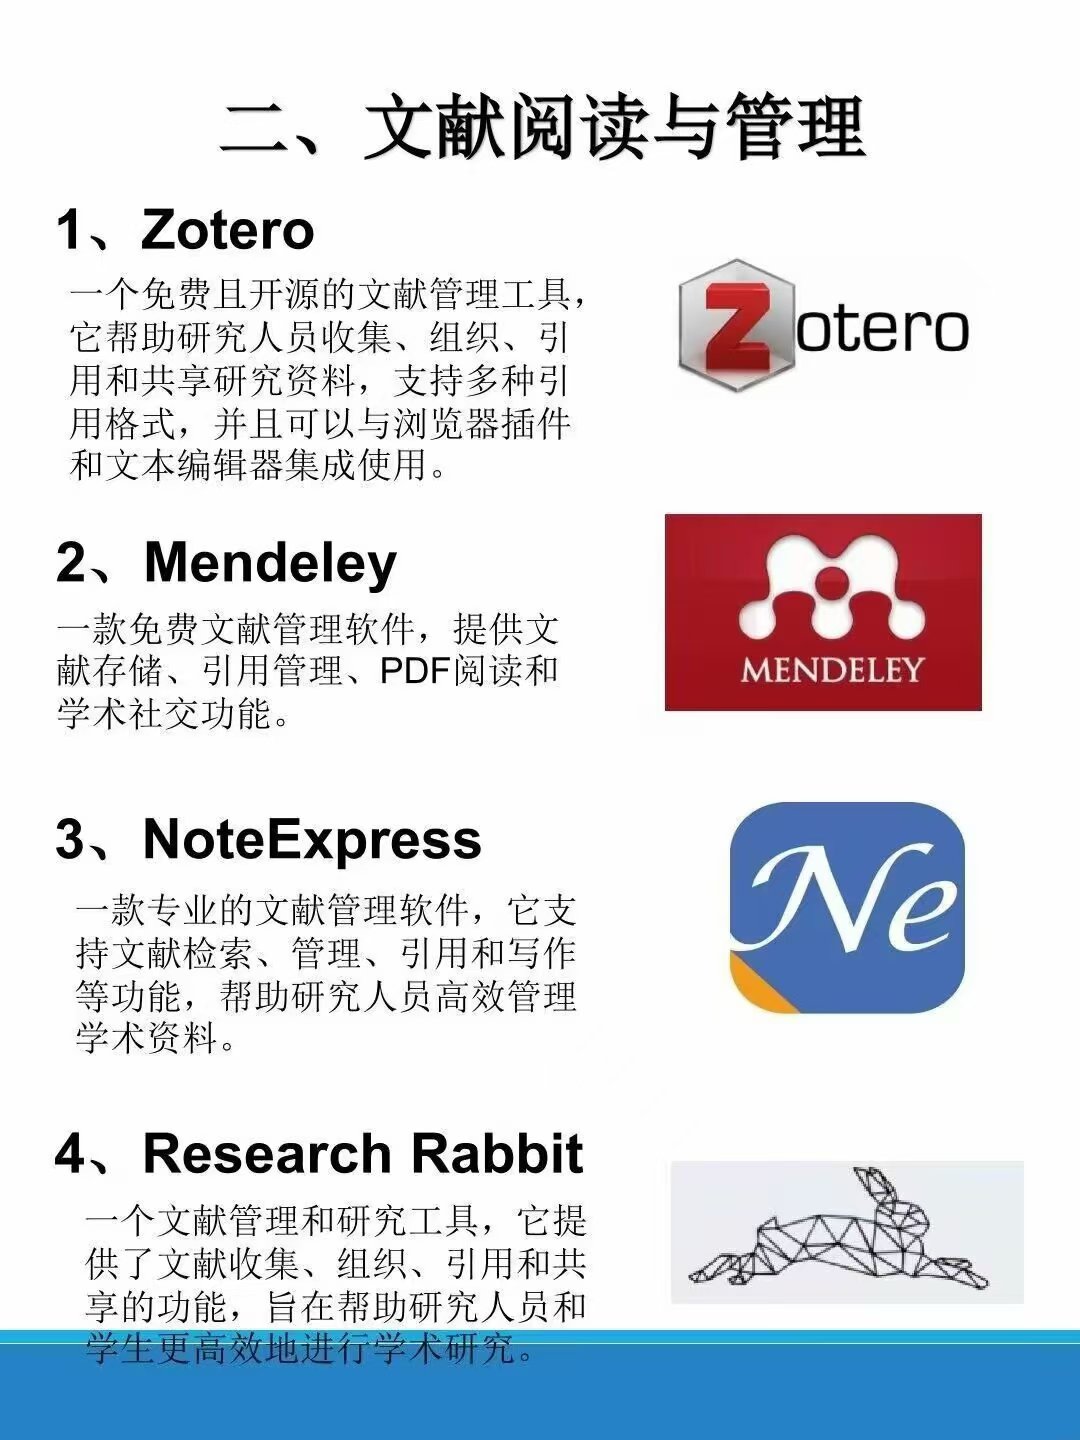 二、文献阅读与管理
1、Zotero
一个免费且开源的文献管理工具，
它帮助研究人员收集、组织、引
用和共享研究资料，支持多种引
用格式，并且可以与浏览器插件
和文本编辑器集成使用。
Zotero
2、Mendeley
一款免费文献管理软件，提供文
献存储、引用管理、PDF阅读和
学术社交功能。
MENDELEY
3、NoteExpress
一款专业的文献管理软件，它支
持文献检索、管理、引用和写作
等功能，帮助研究人员高效管理
学术资料。
Ne
4、Research Rabbit
一个文献管理和研究工具，它提
供了文献收集、组织、引用和共
享的功能，旨在帮助研究人员和
学生更高效地进行学术研究。